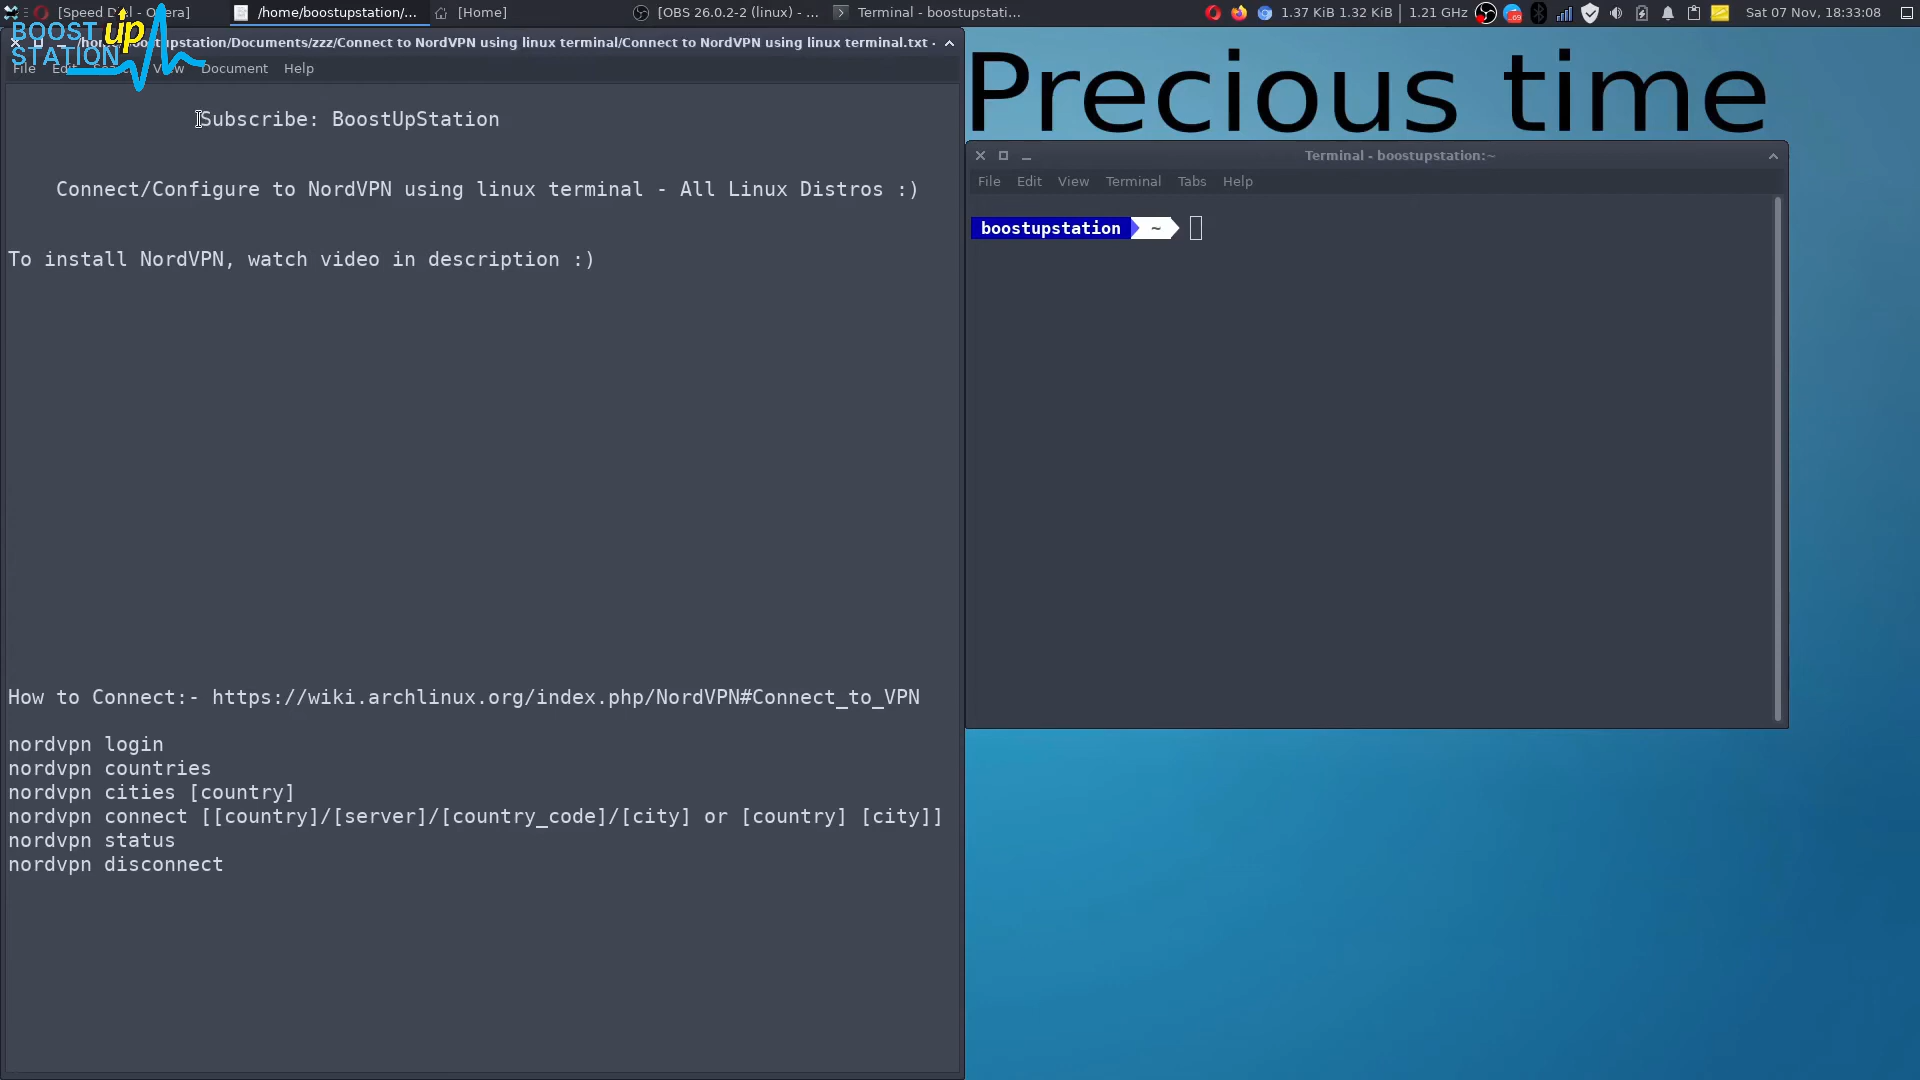 [Speed Di l - Opera]
/home/boostupstation/...
[Home]
[OBS 26.0.2-2 (linux) - ...
Terminal - boostupstati...
1.37 KiB 1.32 KiB
1.21 GHz
69
Sat 07 Nov, 18:33:08
BOOST up STATION
upstation/Documents/zzz/Connect to NordVPN using linux terminal/Connect to NordVPN using linux terminal.txt -
File Document Help
Subscribe: BoostUpStation
Connect/Configure to NordVPN using linux terminal - All Linux Distros :)
To install NordVPN, watch video in description :)
How to Connect:- https://wiki.archlinux.org/index.php/NordVPN#Connect_to_VPN
nordvpn login
nordvpn countries
nordvpn cities [country]
nordvpn connect [[country]/[server]/[country_code]/[city] or [country] [city]]
nordvpn status
nordvpn disconnect
Precious time
Terminal - boostupstation:~
File Edit View Terminal Tabs Help
boostupstation ~